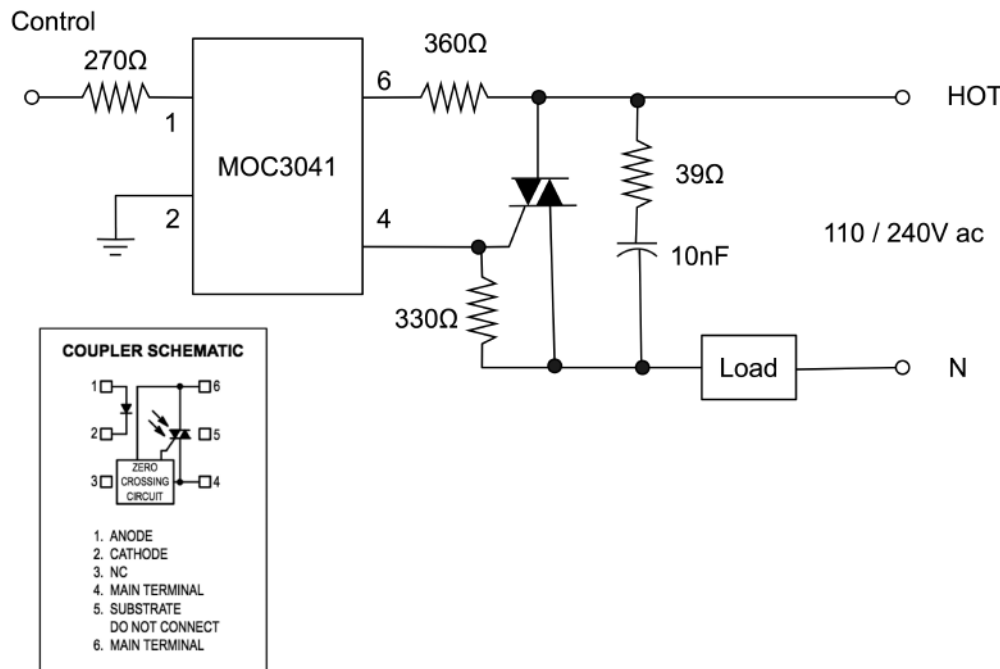 Control
270Ω
360Ω
6
HOT
1
MOC3041
39Ω
2
4
110 / 240V ac
10nF
330Ω
Load
N
COUPLER SCHEMATIC
1
6
2
5
ZERO
CROSSING
CIRCUIT
3
4
1. ANODE
2. CATHODE
3. NC
4. MAIN TERMINAL
5. SUBSTRATE
DO NOT CONNECT
6. MAIN TERMINAL